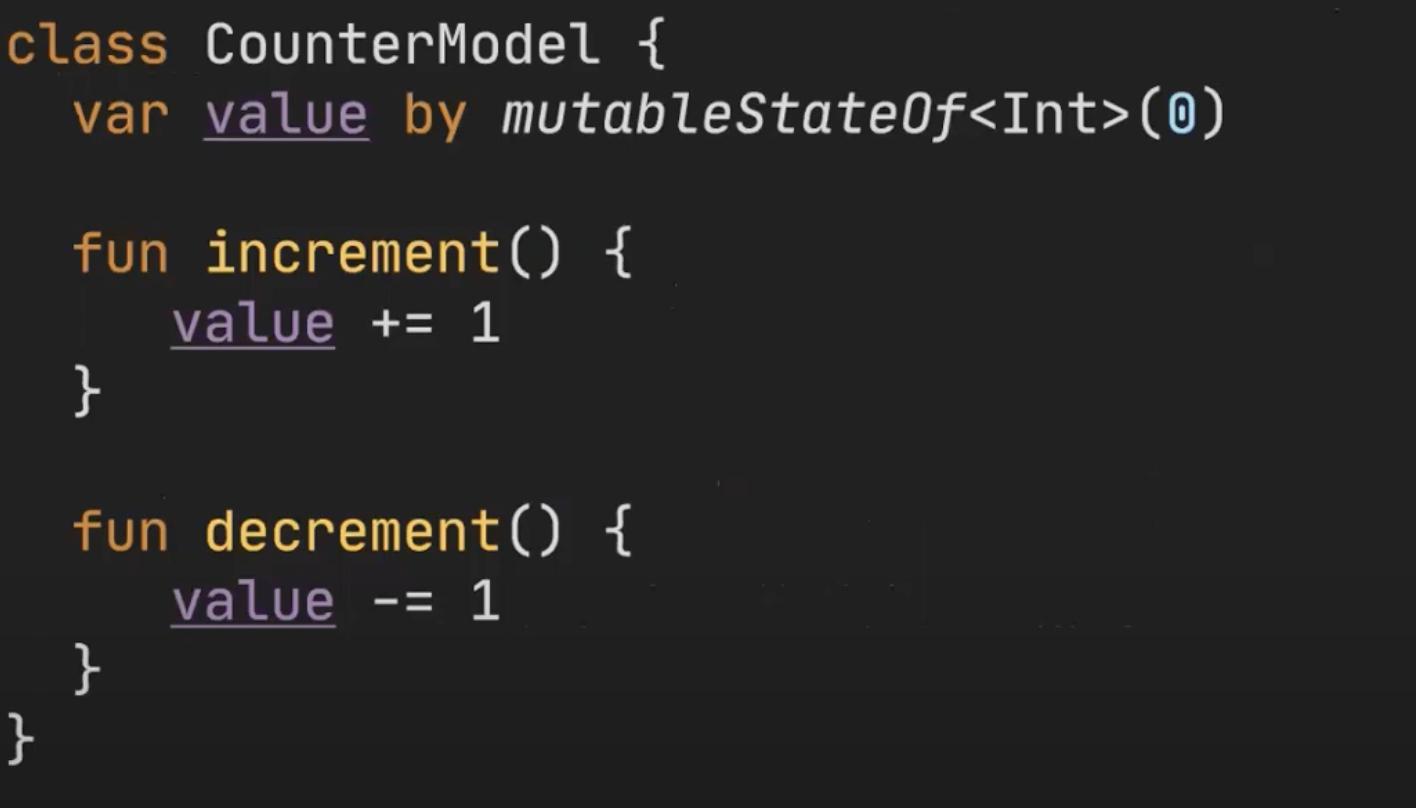 class CounterModel {
  var value by mutableStateOf<Int>(0)

  fun increment() {
     value += 1
  }

  fun decrement() {
     value -= 1
  }
}